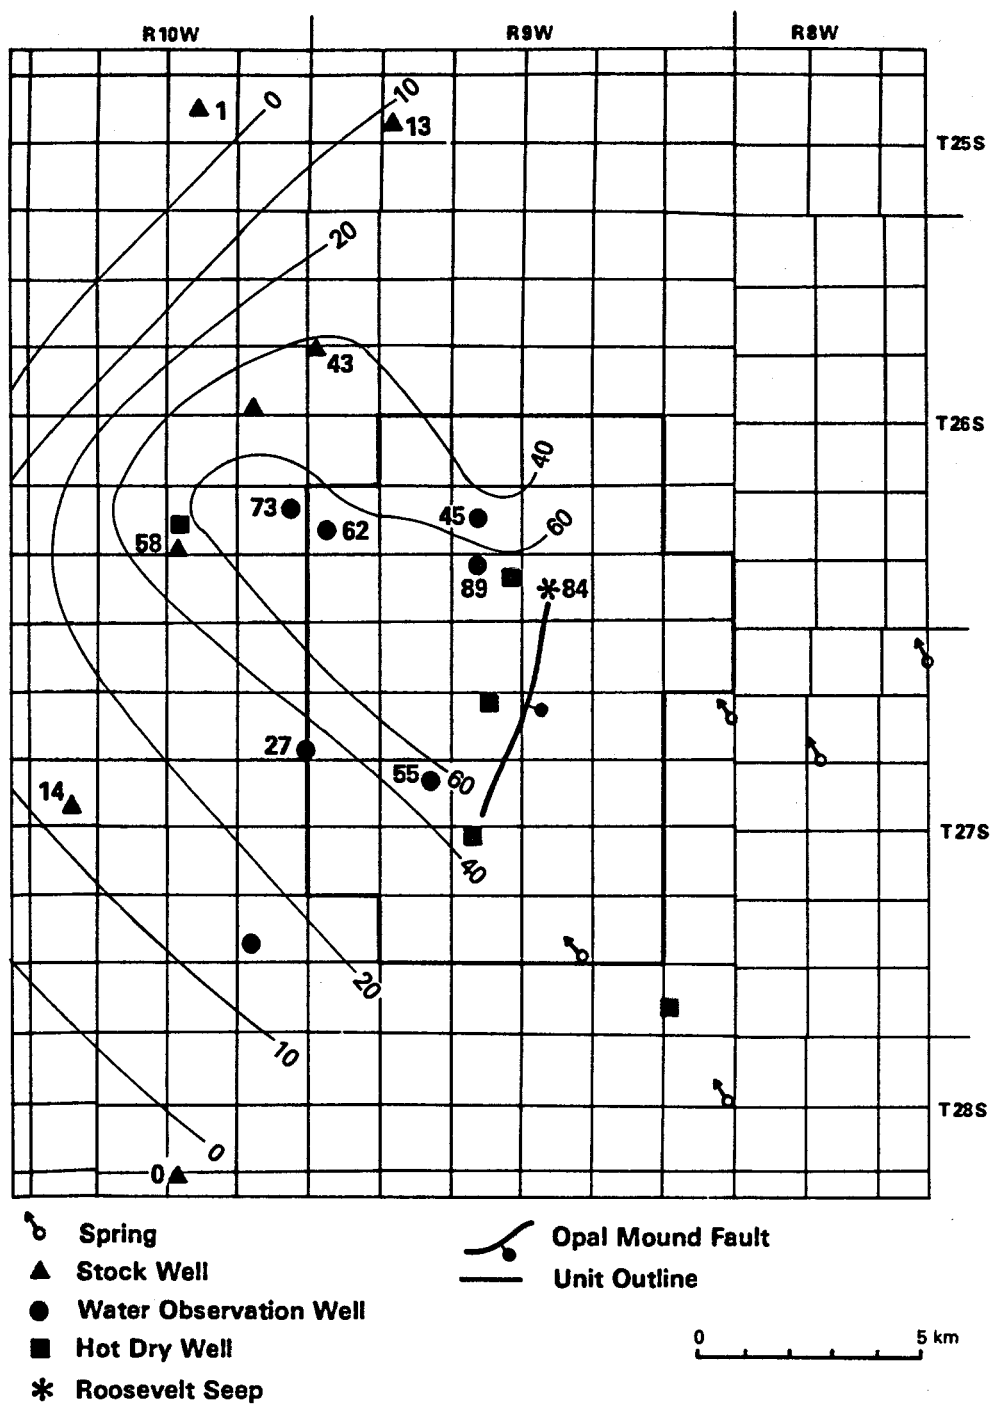 R10W
R9W
R8W
0
10
1
13
T25S
20
43
T26S
40
73
62
45
60
58
89
84
27
55
60
14
T27S
40
20
10
T28S
0
0
Spring
Stock Well
Water Observation Well
Hot Dry Well
Roosevelt Seep
Opal Mound Fault
Unit Outline
0 5 km